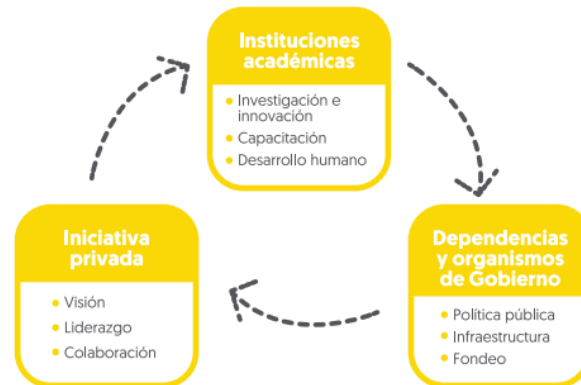 Instituciones
académicas
• Investigación e
innovación
• Capacitación
• Desarrollo humano
Iniciativa
privada
• Visión
• Liderazgo
• Colaboración
Dependencias
y organismos
de Gobierno
• Política pública
• Infraestructura
• Fondeo